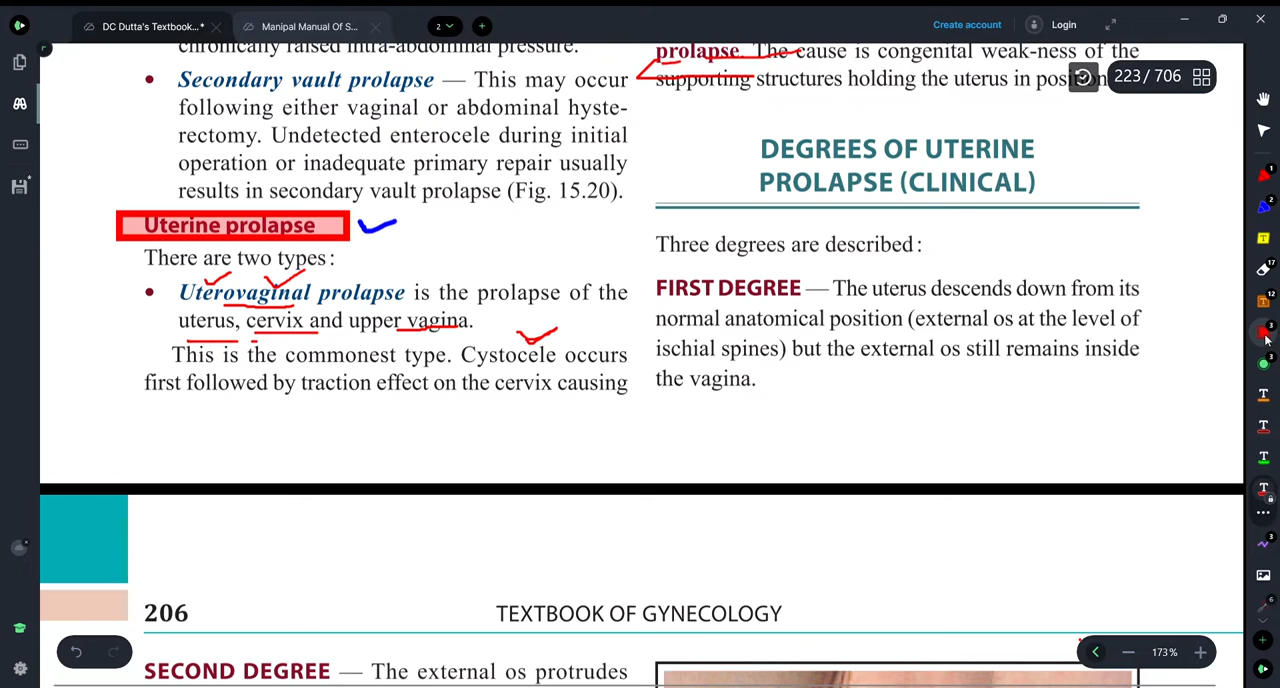 DC Dutta's Textbook...*
Manipal Manual Of S...
2
Create account
Login
chronically raised intra-abdominal pressure.
• Secondary vault prolapse — This may occur
following either vaginal or abdominal hyste-
rectomy. Undetected enterocele during initial
operation or inadequate primary repair usually
results in secondary vault prolapse (Fig. 15.20).
Uterine prolapse
There are two types:
• Uterovaginal prolapse is the prolapse of the
uterus, cervix and upper vagina.
This is the commonest type. Cystocele occurs
first followed by traction effect on the cervix causing
prolapse. The cause is congenital weak-ness of the
supporting structures holding the uterus in position
223 / 706
DEGREES OF UTERINE
PROLAPSE (CLINICAL)
Three degrees are described:
FIRST DEGREE — The uterus descends down from its
normal anatomical position (external os at the level of
ischial spines) but the external os still remains inside
the vagina.
206
TEXTBOOK OF GYNECOLOGY
SECOND DEGREE — The external os protrudes
173%